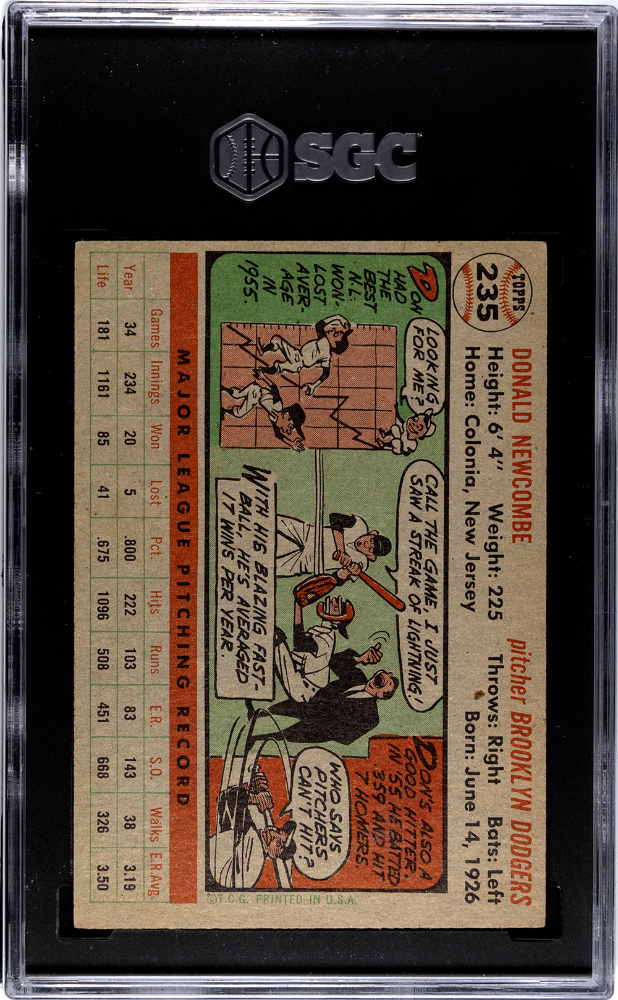 SGC
TOPPS
235
DONALD NEWCOMBE pitcher BROOKLYN DODGERS
Height: 6' 4" Weight: 225 Throws: Right Bats: Left
Home: Colonia, New Jersey Born: June 14, 1926
DON
HAD
THE
BEST
N.L.
WON-
LOST
AVER-
AGE
IN
1955.
LOOKING
FOR ME?
CALL THE GAME, I JUST
SAW A STREAK OF LIGHTNING!
WITH HIS BLAZING FAST-
BALL, HE'S AVERAGED
17 WINS PER YEAR.
DON'S ALSO A
GOOD HITTER.
IN '55 HE BATTED
.359 AND HIT
7 HOMERS.
WHO SAYS
PITCHERS
CAN'T HIT?
©T.C.G. PRINTED IN U.S.A.
MAJOR LEAGUE PITCHING RECORD
Games Innings Won Lost Pct. Hits Runs E.R. S.O. Walks E.R.Avg.
Year 34 234 20 5 .800 222 103 83 143 38 3.19
Life 181 1161 85 41 .675 1096 508 451 668 326 3.50